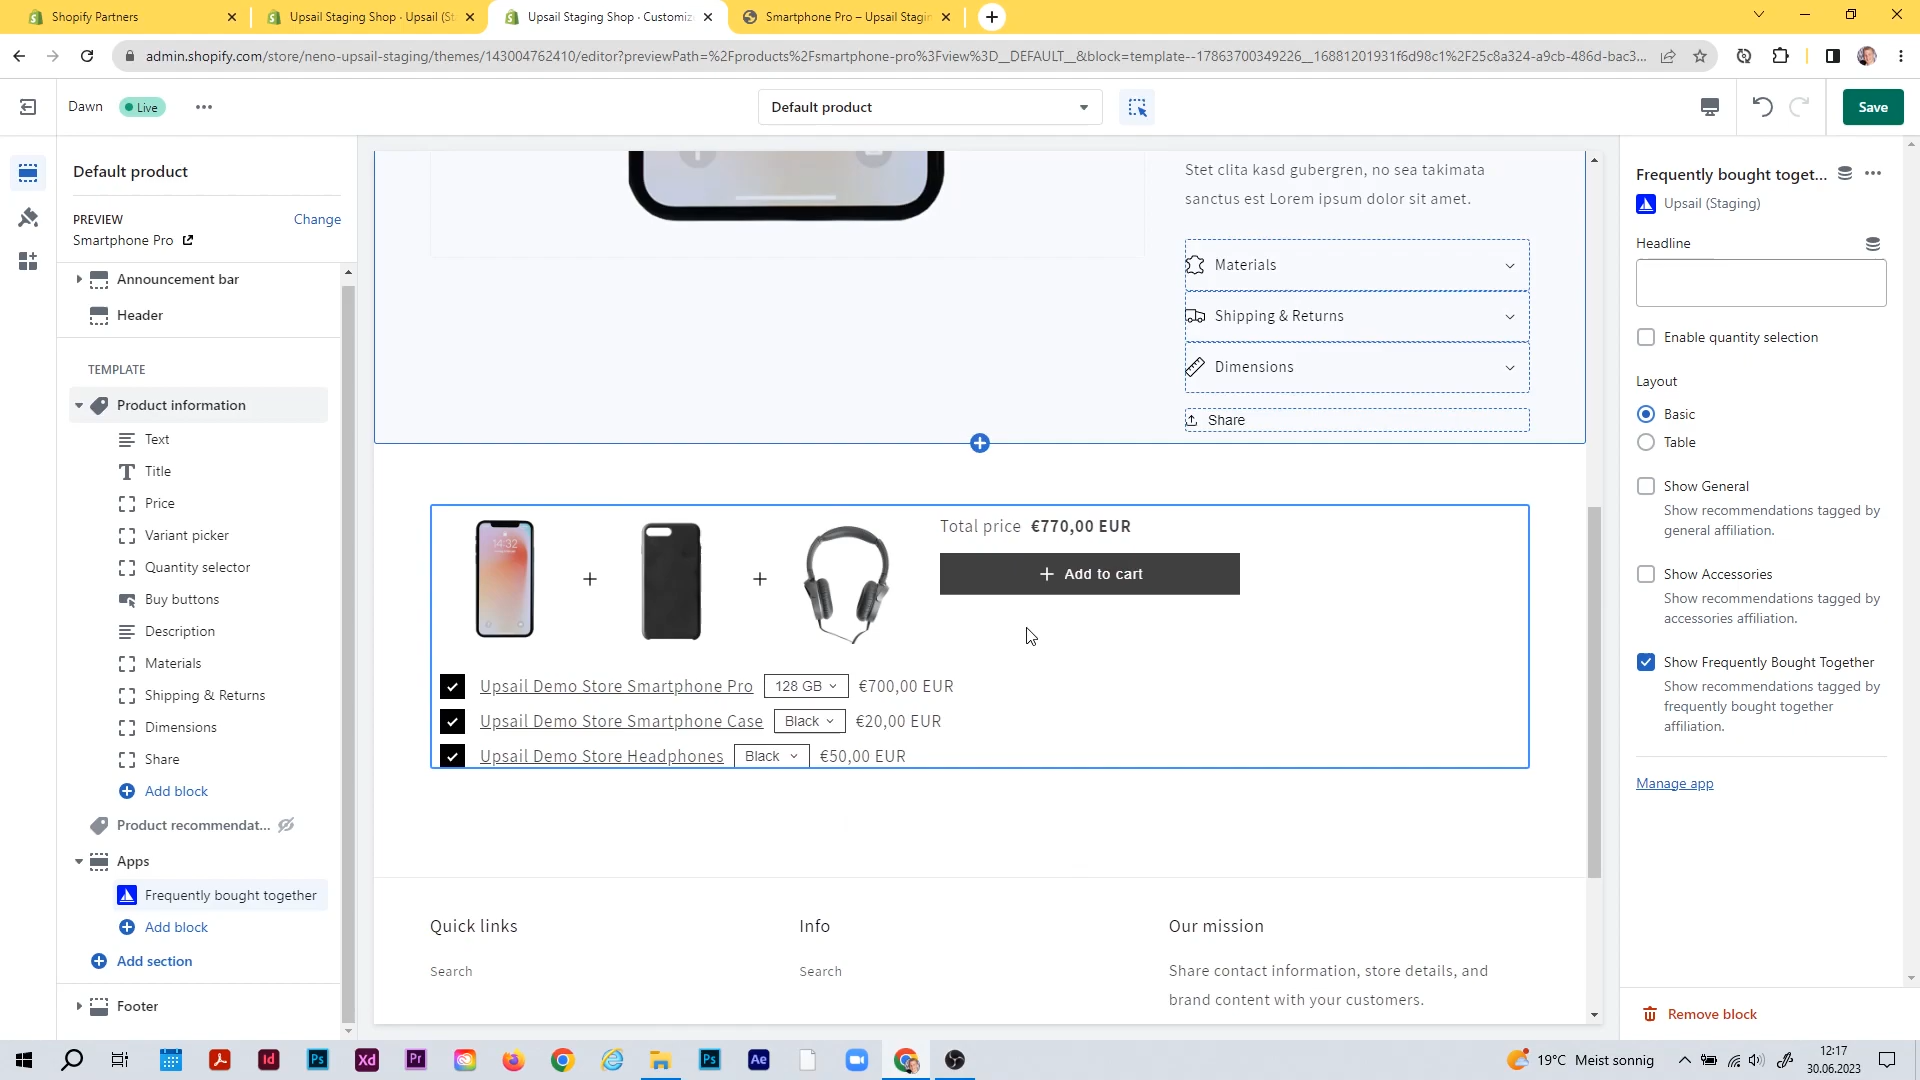 Shopify Partners
Upsail Staging Shop · Upsail (St
Upsail Staging Shop · Customiz
Smartphone Pro – Upsail Stagin
admin.shopify.com/store/neno-upsail-staging/themes/143004762410/editor?previewPath=%2Fproducts%2Fsmartphone-pro%3Fview%3D__DEFAULT__&block=template--17863700349226__16881201931f6d98c1%2F25c8a324-a9cb-486d-bac3...
Dawn
Live
Default product
Save
Default product
PREVIEW
Change
Smartphone Pro
Announcement bar
Header
TEMPLATE
Product information
Text
Title
Price
Variant picker
Quantity selector
Buy buttons
Description
Materials
Shipping & Returns
Dimensions
Share
Add block
Product recommendat...
Apps
Frequently bought together
Add block
Add section
Footer
Stet clita kasd gubergren, no sea takimata
sanctus est Lorem ipsum dolor sit amet.
Materials
Shipping & Returns
Dimensions
Share
14:32
+
+
Total price €770,00 EUR
+ Add to cart
Upsail Demo Store Smartphone Pro 128 GB €700,00 EUR
Upsail Demo Store Smartphone Case Black €20,00 EUR
Upsail Demo Store Headphones Black €50,00 EUR
Quick links
Search
Info
Search
Our mission
Share contact information, store details, and
brand content with your customers.
Frequently bought toget...
Upsail (Staging)
Headline
Enable quantity selection
Layout
Basic
Table
Show General
Show recommendations tagged by
general affiliation.
Show Accessories
Show recommendations tagged by
accessories affiliation.
Show Frequently Bought Together
Show recommendations tagged by
frequently bought together
affiliation.
Manage app
Remove block
Id
Ps
Xd
Pr
Ps
Ae
19°C Meist sonnig
12:17
30.06.2023